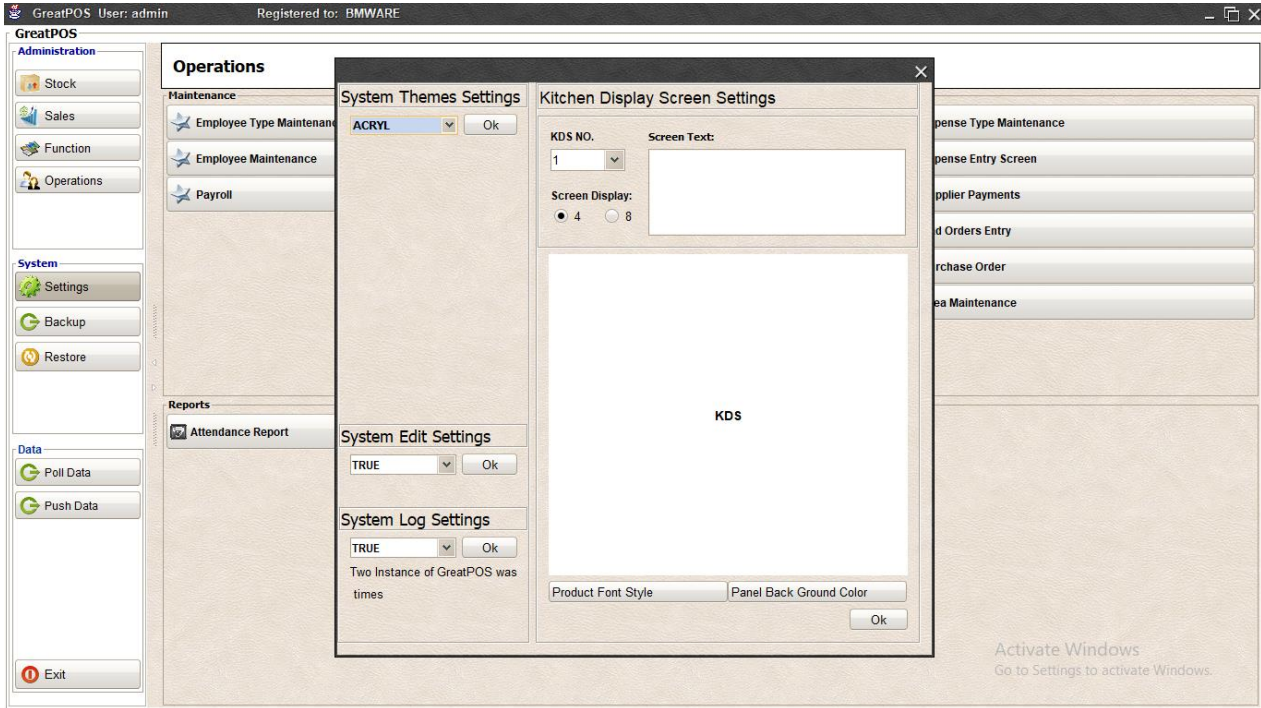 GreatPOS User: admin Registered to: BMWARE
GreatPOS
Administration
Stock
Sales
Function
Operations
System
Settings
Backup
Restore
Data
Poll Data
Push Data
Exit
Operations
Maintenance
Employee Type Maintenanc
Employee Maintenance
Payroll
Reports
Attendance Report
System Themes Settings
ACRYL Ok
System Edit Settings
TRUE Ok
System Log Settings
TRUE Ok
Two Instance of GreatPOS was
times
Kitchen Display Screen Settings
KDS NO. Screen Text:
1
Screen Display:
4 8
KDS
Product Font Style Panel Back Ground Color
Ok
pense Type Maintenance
pense Entry Screen
pplier Payments
d Orders Entry
rchase Order
ea Maintenance
Activate Windows
Go to Settings to activate Windows.